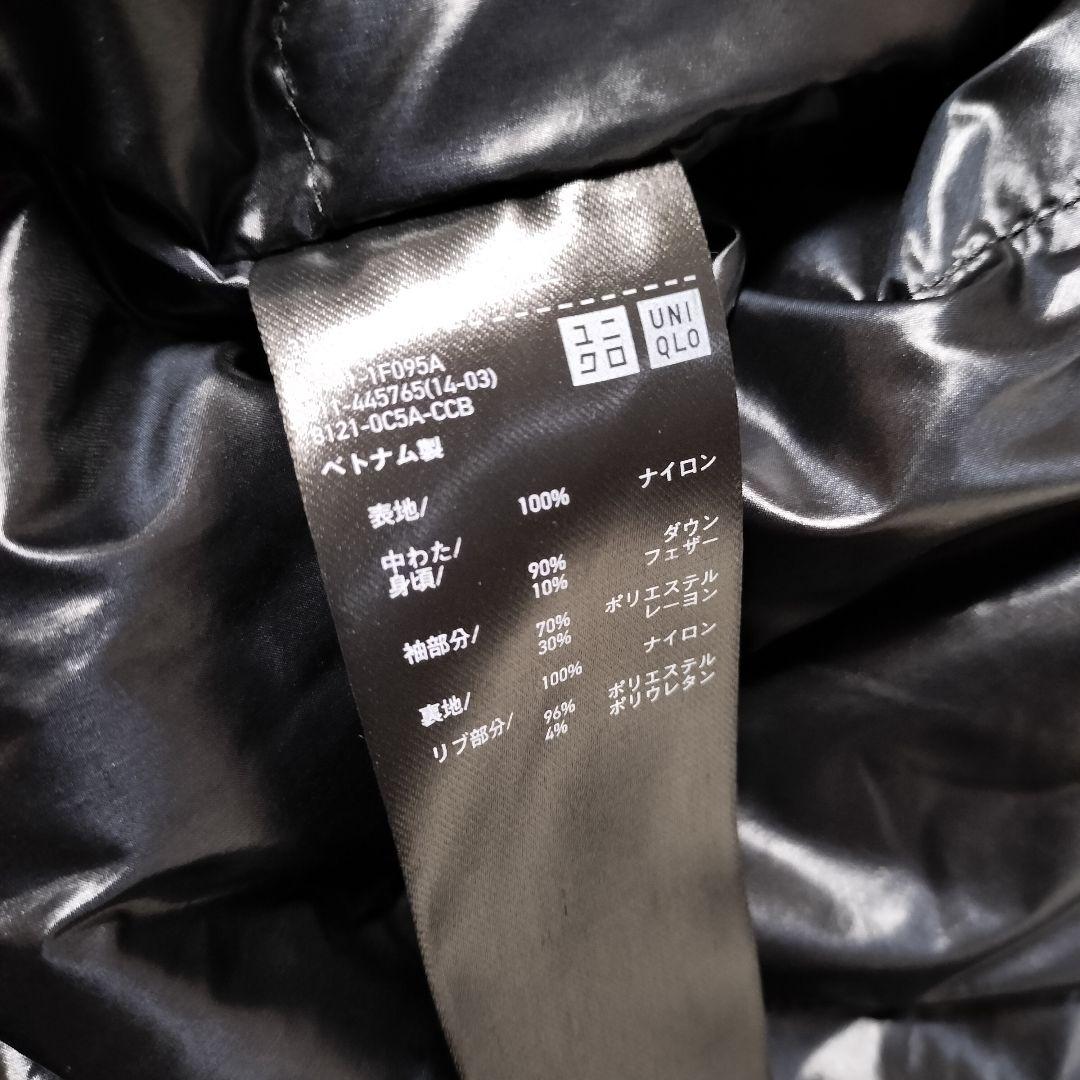 ユニ
クロ
UNI
QLO
1F095A
445765(14-03)
B121-0C5A-CCB
ベトナム製
表地/ 100% ナイロン
中わた/
身頃/ 90% ダウン
10% フェザー
袖部分/ 70% ポリエステル
30% レーヨン
裏地/ 100% ナイロン
リブ部分/ 96% ポリエステル
4% ポリウレタン